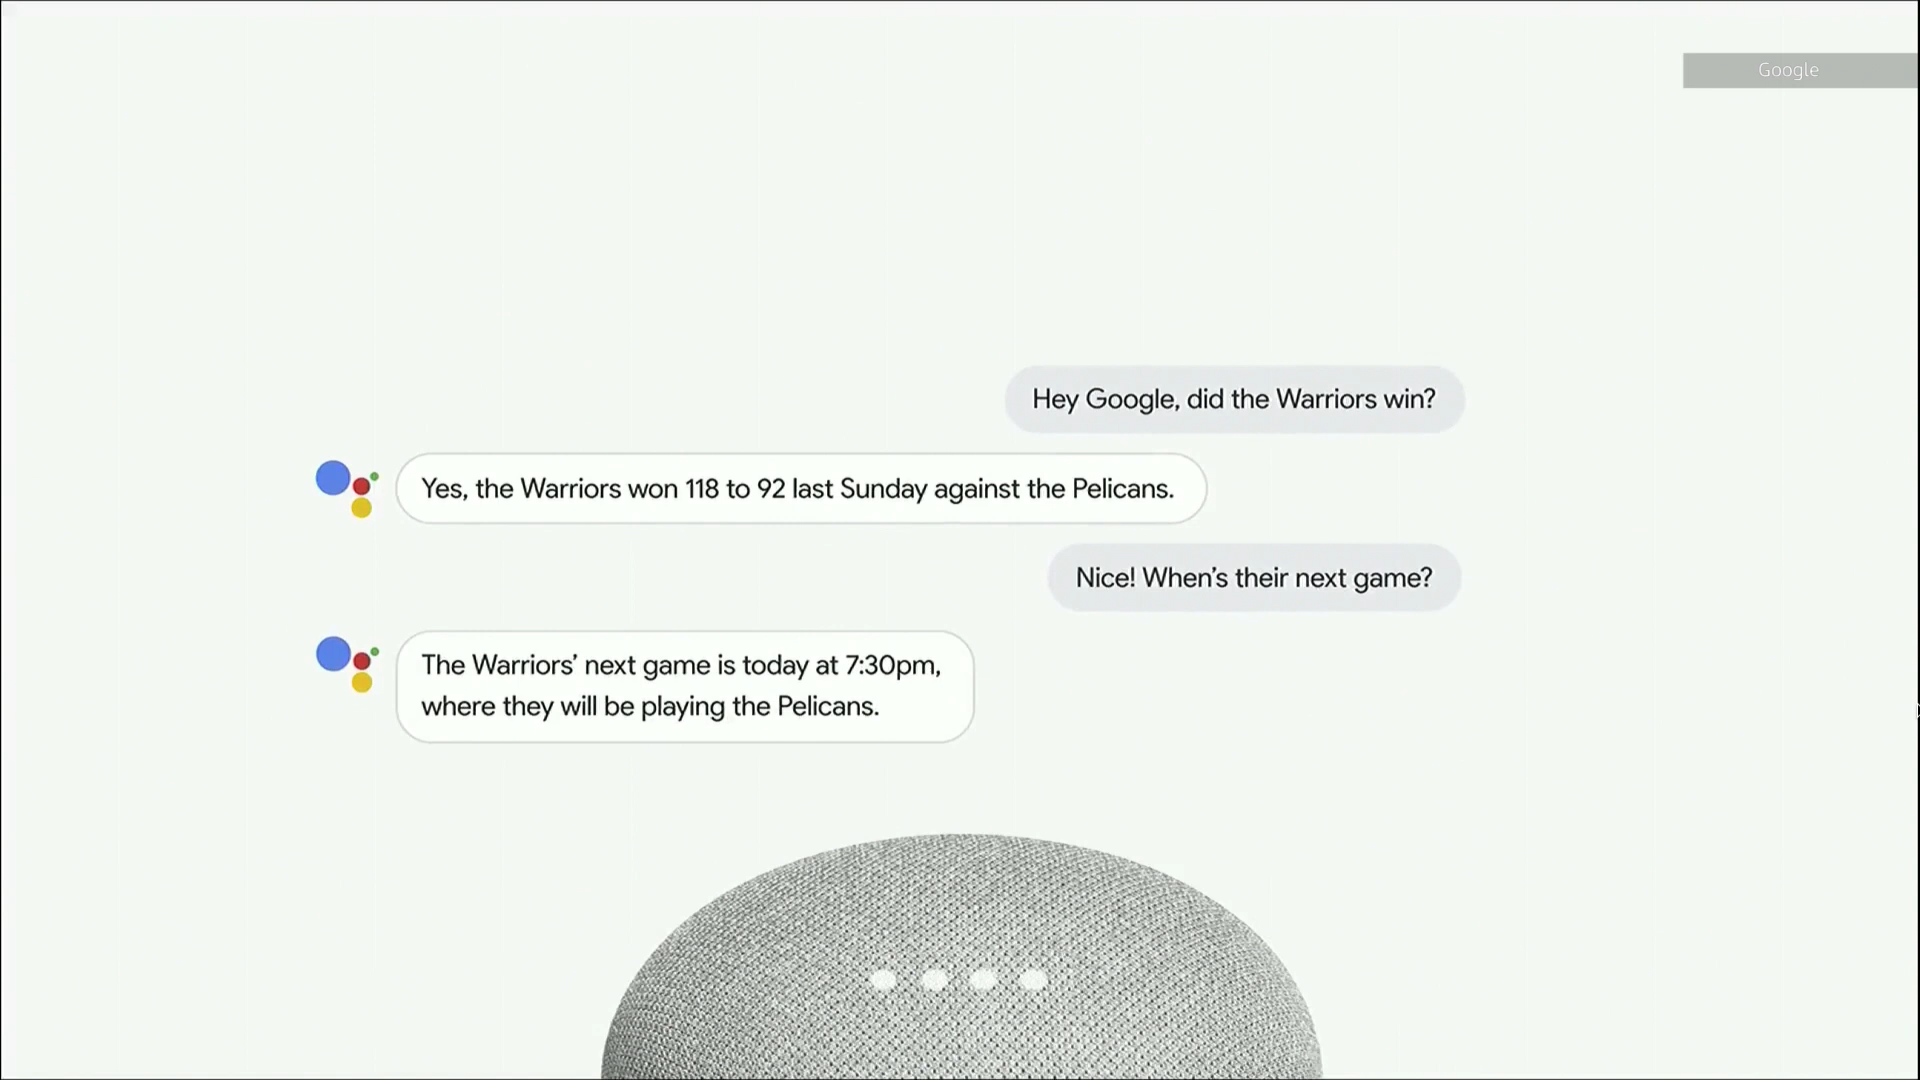 Google
Hey Google, did the Warriors win?
Yes, the Warriors won 118 to 92 last Sunday against the Pelicans.
Nice! When’s their next game?
The Warriors’ next game is today at 7:30pm,
where they will be playing the Pelicans.